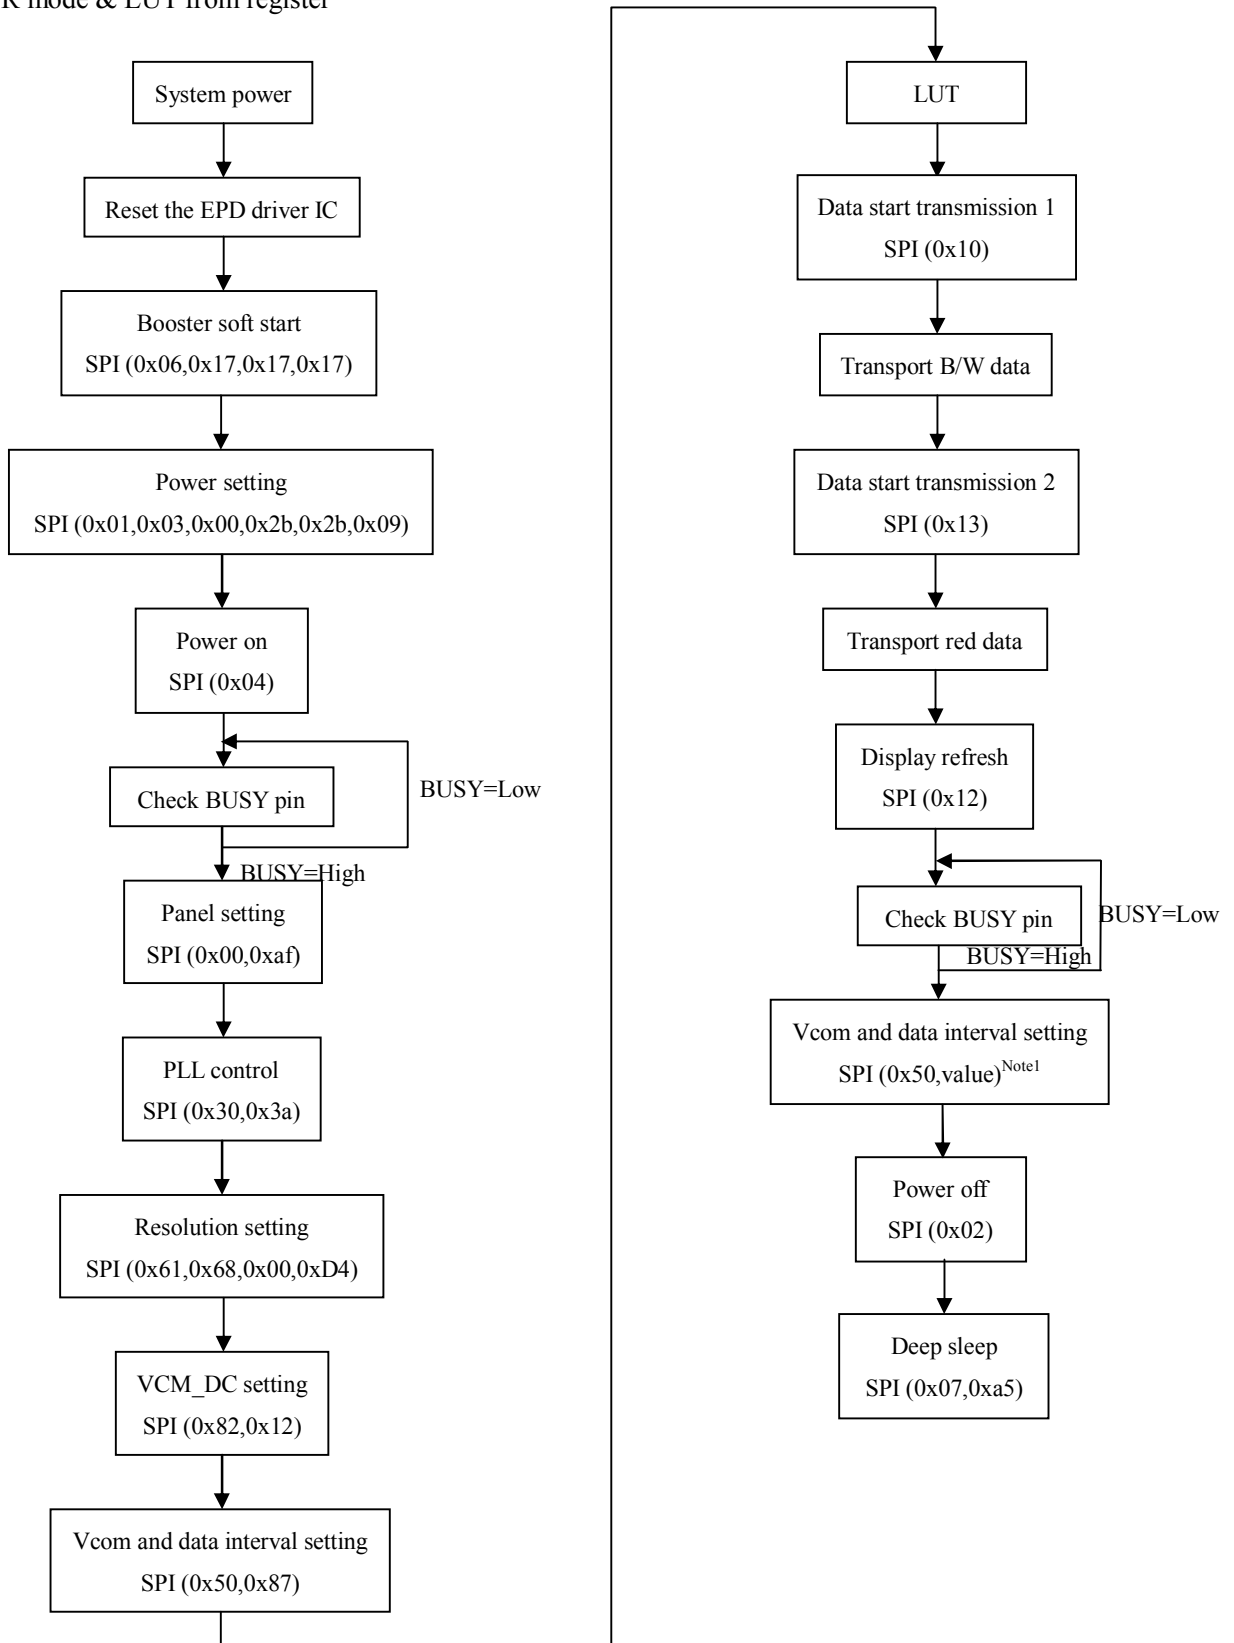 R mode & LUT from register
System power
Reset the EPD driver IC
Booster soft start
SPI (0x06,0x17,0x17,0x17)
Power setting
SPI (0x01,0x03,0x00,0x2b,0x2b,0x09)
Power on
SPI (0x04)
Check BUSY pin
BUSY=Low
BUSY=High
Panel setting
SPI (0x00,0xaf)
PLL control
SPI (0x30,0x3a)
Resolution setting
SPI (0x61,0x68,0x00,0xD4)
VCM_DC setting
SPI (0x82,0x12)
Vcom and data interval setting
SPI (0x50,0x87)
LUT
Data start transmission 1
SPI (0x10)
Transport B/W data
Data start transmission 2
SPI (0x13)
Transport red data
Display refresh
SPI (0x12)
Check BUSY pin
BUSY=Low
BUSY=High
Vcom and data interval setting
SPI (0x50,value)Note1
Power off
SPI (0x02)
Deep sleep
SPI (0x07,0xa5)